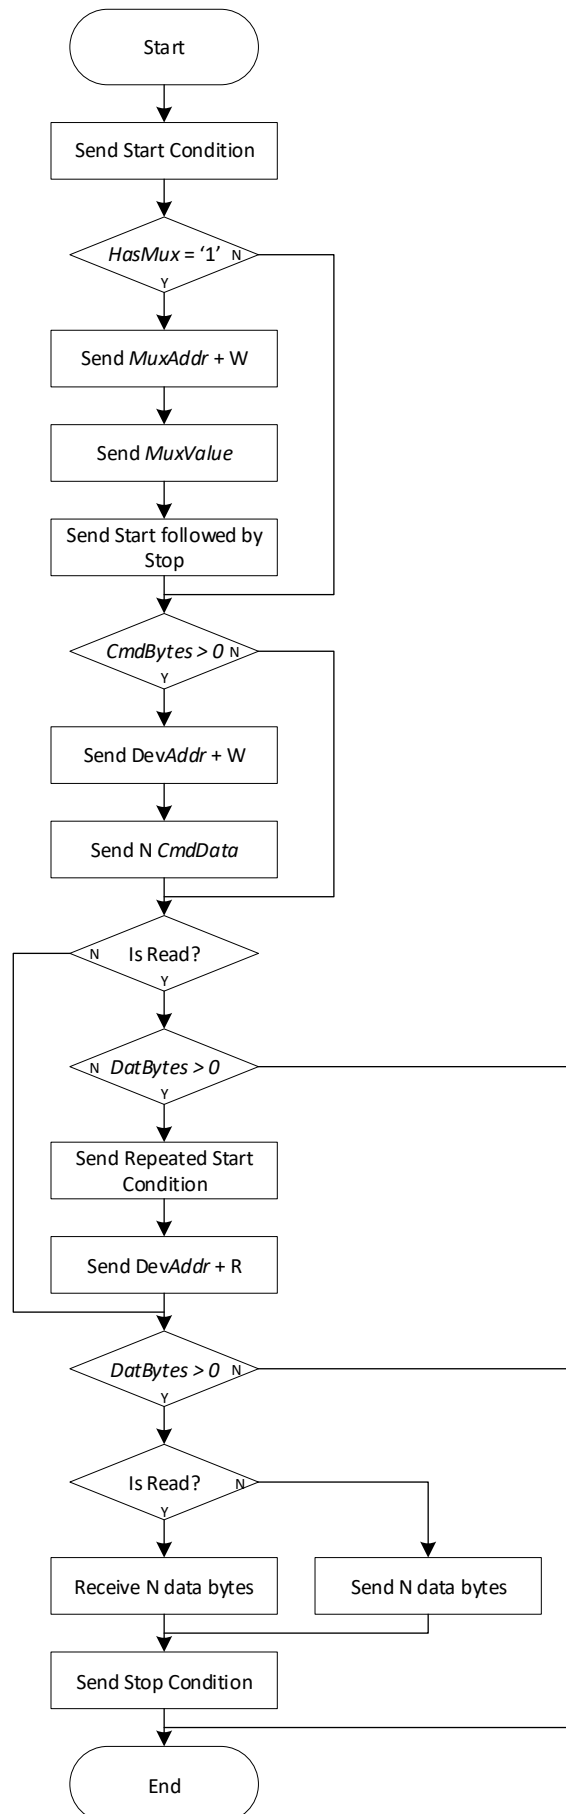 Start
Send Start Condition
HasMux = ‘1’ N
Y
Send MuxAddr + W
Send MuxValue
Send Start followed by
Stop
CmdBytes > 0 N
Y
Send DevAddr + W
Send N CmdData
N Is Read?
Y
N DatBytes > 0
Y
Send Repeated Start
Condition
Send DevAddr + R
DatBytes > 0 N
Y
Is Read? N
Y
Receive N data bytes
Send N data bytes
Send Stop Condition
End